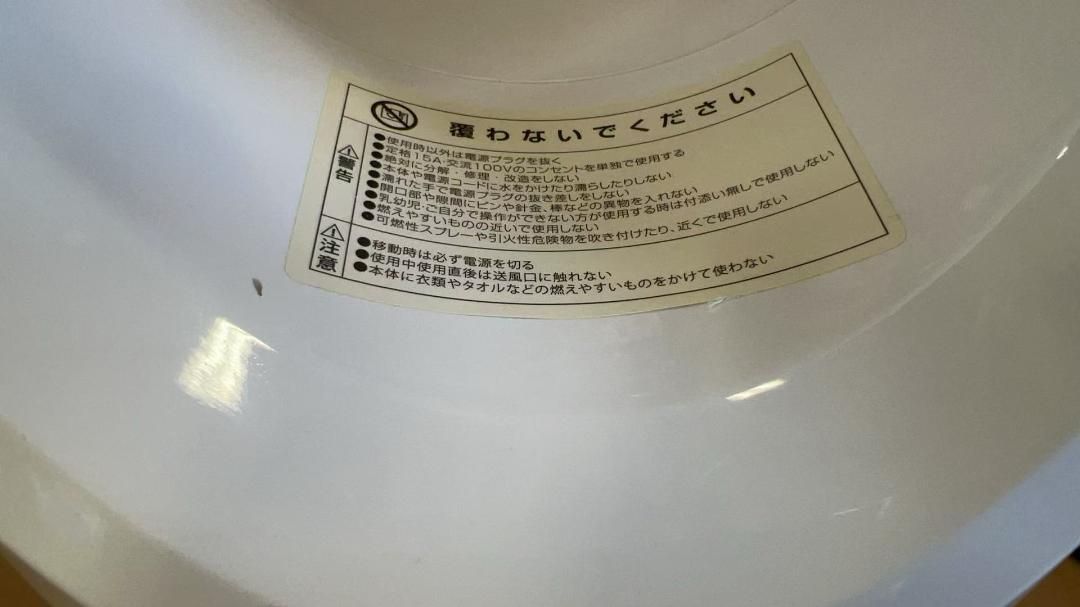 覆わないでください
警告
●使用時以外は電源プラグを抜く
●定格15A・交流100Vのコンセントを単独で使用する
●絶対に分解・修理・改造をしない
●本体や電源コードに水をかけたり濡らしたりしない
●濡れた手で電源プラグの抜き差しをしない
●開口部や隙間にピンや針金、棒などの異物を入れない
●乳幼児・ご自分で操作ができない方が使用する時は付添い無しで使用しない
●燃えやすいものの近いで使用しない
●可燃性スプレーや引火性危険物を吹き付けたり、近くで使用しない
注意
●移動時は必ず電源を切る
●使用中使用直後は送風口に触れない
●本体に衣類やタオルなどの燃えやすいものをかけて使わない